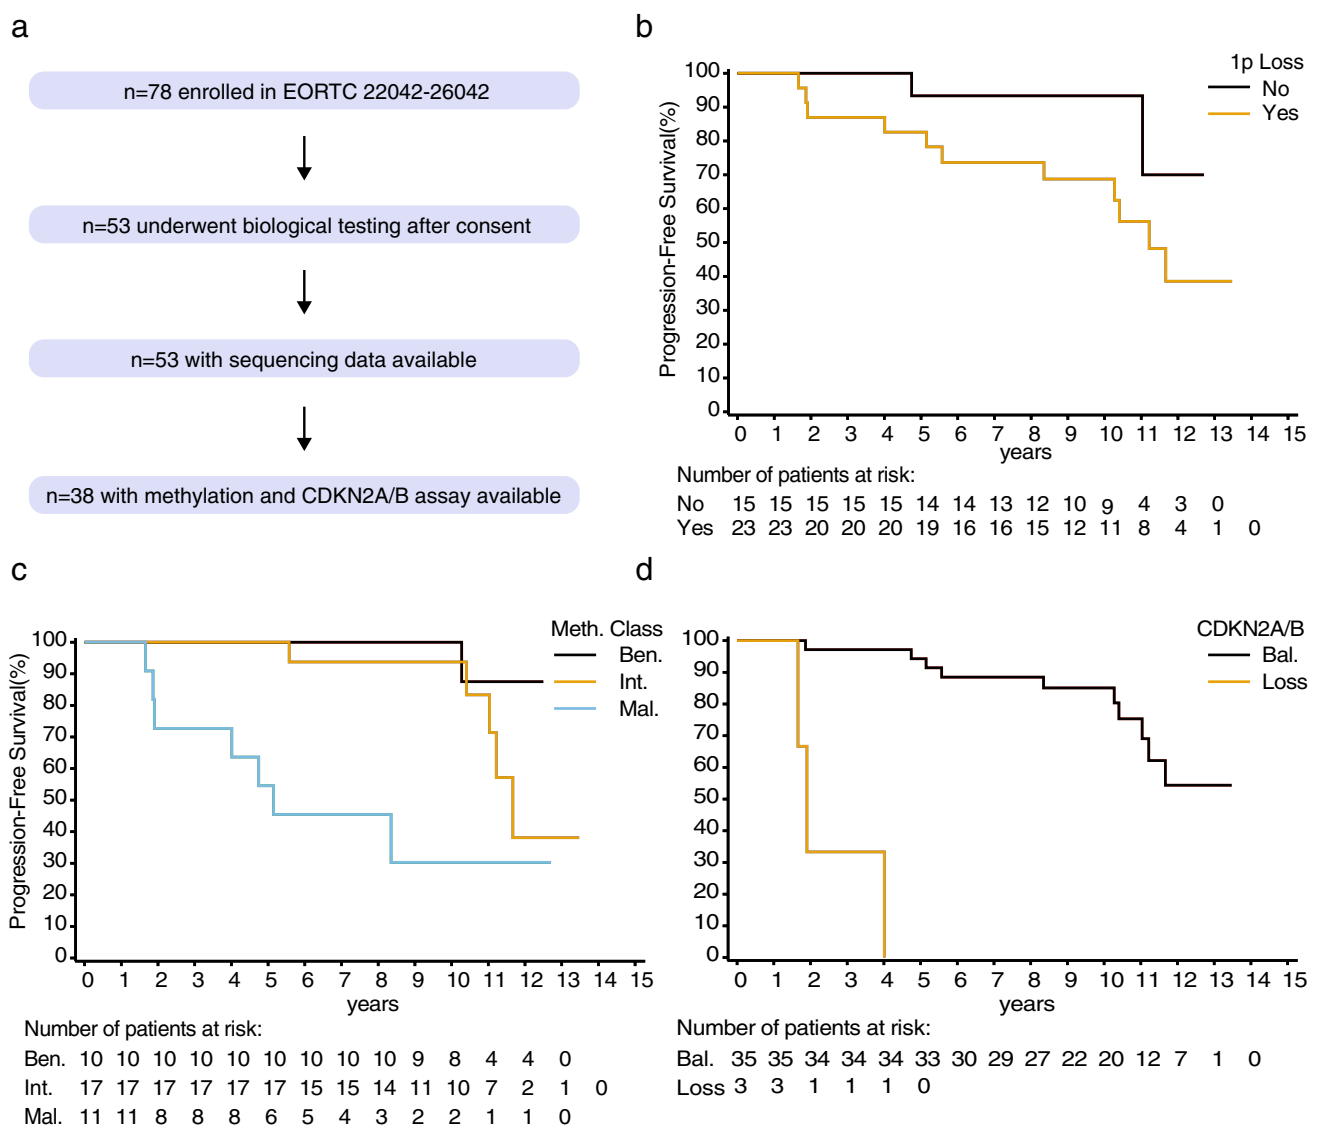 a
n=78 enrolled in EORTC 22042-26042
n=53 underwent biological testing after consent
n=53 with sequencing data available
n=38 with methylation and CDKN2A/B assay available
b
1p Loss
No
Yes
Progression-Free Survival(%)
100
90
80
70
60
50
40
30
20
10
0
0 1 2 3 4 5 6 7 8 9 10 11 12 13 14 15
years
Number of patients at risk:
No 15 15 15 15 15 14 14 13 12 10 9 4 3 0
Yes 23 23 20 20 20 19 16 16 15 12 11 8 4 1 0
c
Meth. Class
Ben.
Int.
Mal.
Progression-Free Survival(%)
100
90
80
70
60
50
40
30
20
10
0
0 1 2 3 4 5 6 7 8 9 10 11 12 13 14 15
years
Number of patients at risk:
Ben. 10 10 10 10 10 10 10 10 10 9 8 4 4 0
Int. 17 17 17 17 17 17 15 15 14 11 10 7 2 1 0
Mal. 11 11 8 8 8 6 5 4 3 2 2 1 1 0
d
CDKN2A/B
Bal.
Loss
100
90
80
70
60
50
40
30
20
10
0
0 1 2 3 4 5 6 7 8 9 10 11 12 13 14 15
years
Number of patients at risk:
Bal. 35 35 34 34 34 33 30 29 27 22 20 12 7 1 0
Loss 3 3 1 1 1 0